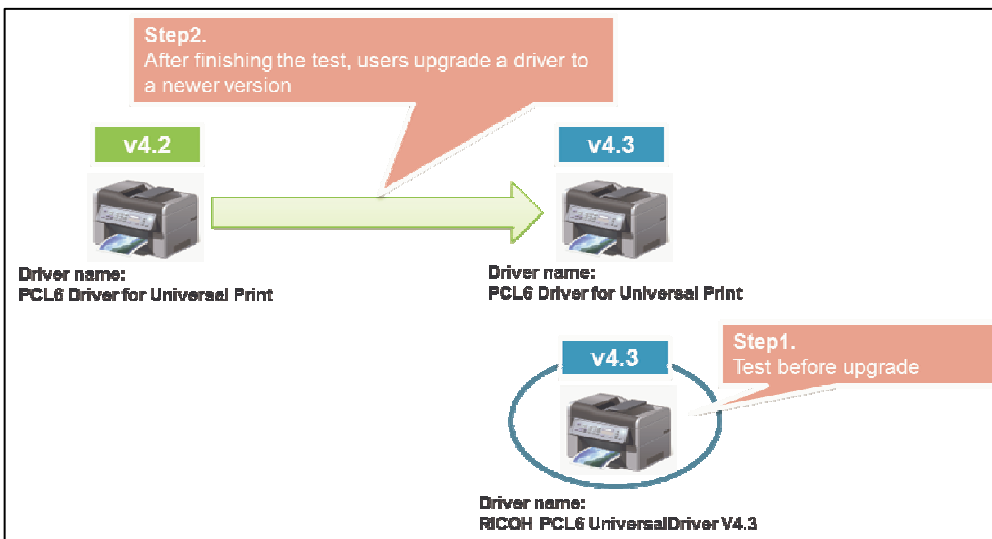 Step2.
After finishing the test, users upgrade a driver to
a newer version
v4.2
v4.3
Driver name:
PCL6 Driver for Universal Print
Driver name:
PCL6 Driver for Universal Print
Step1.
Test before upgrade
v4.3
Driver name:
RICOH PCL6 UniversalDriver V4.3